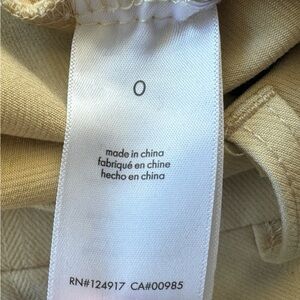 0
made in china
fabriqué en chine
hecho en china
RN#124917 CA#00985